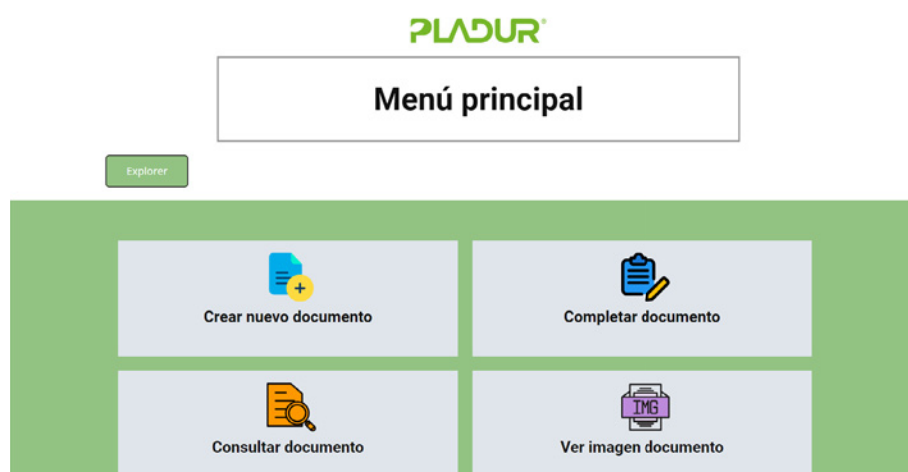 PLADUR®
Menú principal
Explorer
Crear nuevo documento
Completar documento
IMG
Consultar documento
Ver imagen documento